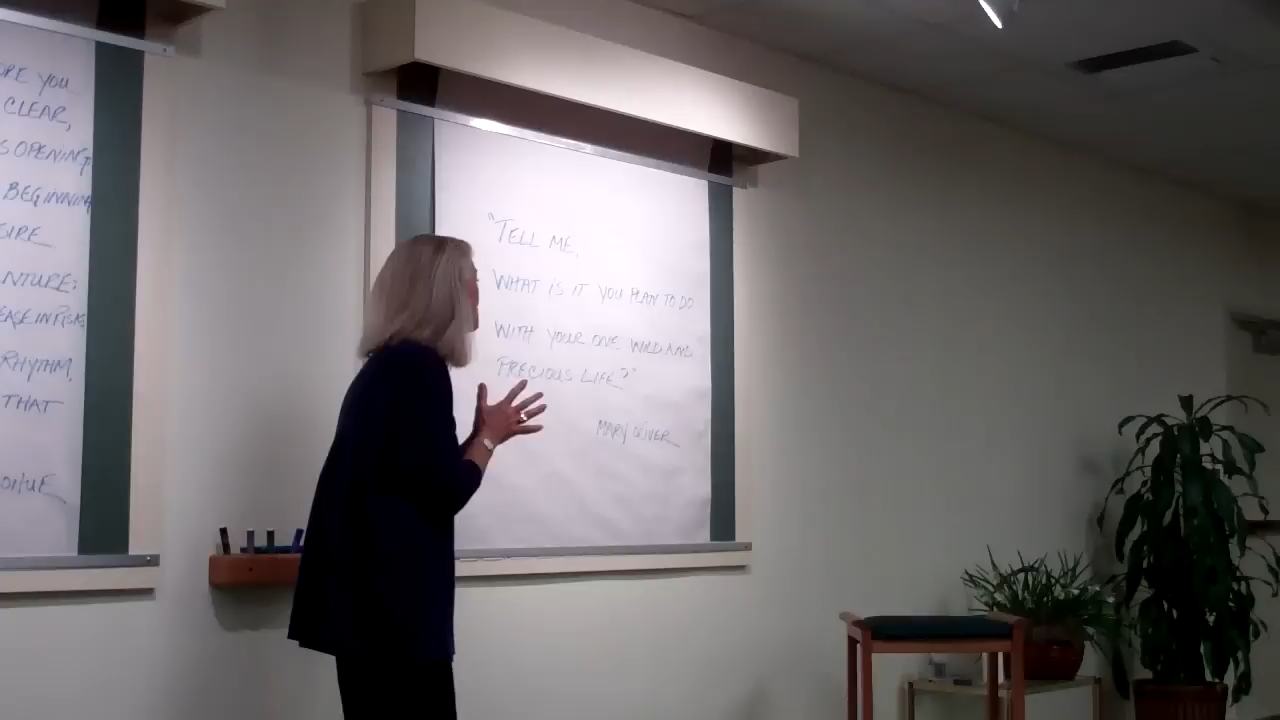 ORE YOU
CLEAR,
S OPENING
BEGINNING
SIRE
NTURE:
EASE IN RISK,
RHYTHM,
THAT
"TELL ME,
WHAT IS IT YOU PLAN TO DO
WITH YOUR ONE WILD AND
PRECIOUS LIFE?"
MARY OLIVER